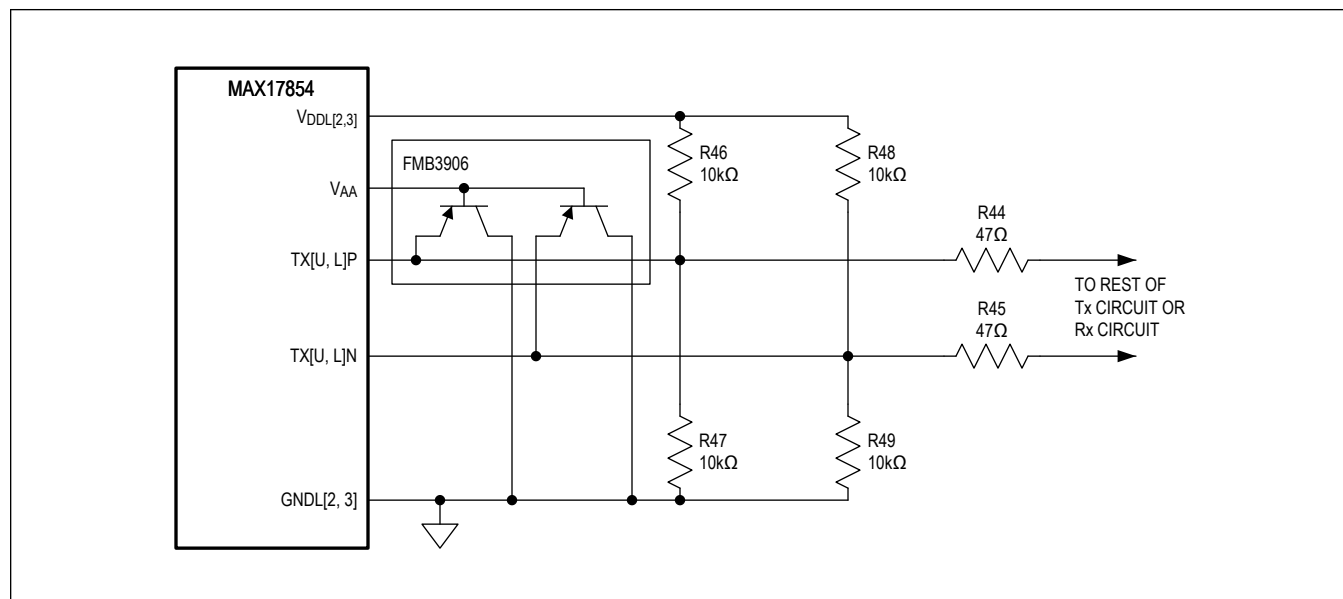 MAX17854
VDDL[2,3]
FMB3906
VAA
TX[U, L]P
TX[U, L]N
GNDL[2, 3]
R46
10kΩ
R48
10kΩ
R44
47Ω
R45
47Ω
TO REST OF
Tx CIRCUIT OR
Rx CIRCUIT
R47
10kΩ
R49
10kΩ